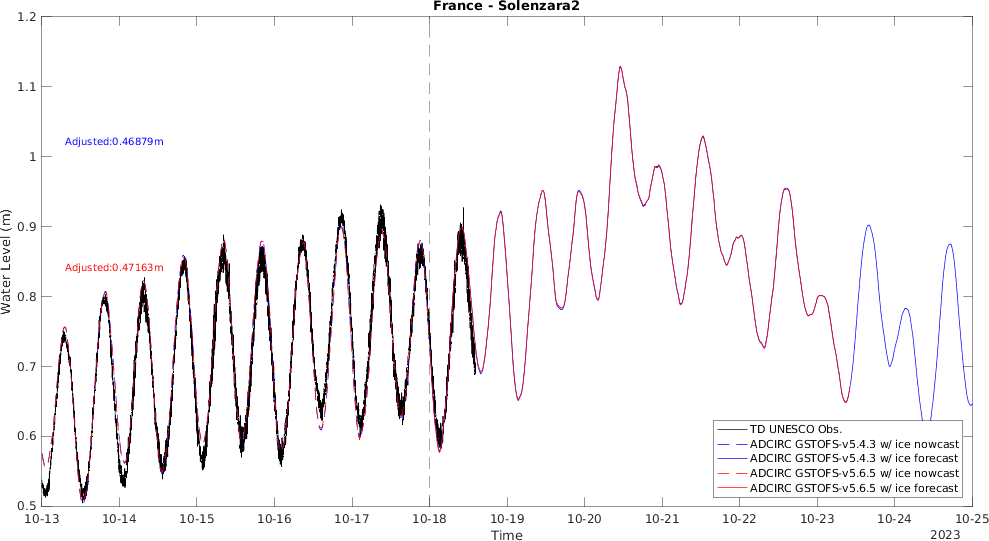 France - Solenzara2
1.2
1.1
1
0.9
0.8
0.7
0.6
0.5
Water Level (m)
Adjusted:0.46879m
Adjusted:0.47163m
TD UNESCO Obs.
ADCIRC GSTOFS-v5.4.3 w/ ice nowcast
ADCIRC GSTOFS-v5.4.3 w/ ice forecast
ADCIRC GSTOFS-v5.6.5 w/ ice nowcast
ADCIRC GSTOFS-v5.6.5 w/ ice forecast
10-13 10-14 10-15 10-16 10-17 10-18 10-19 10-20 10-21 10-22 10-23 10-24 10-25
Time
2023